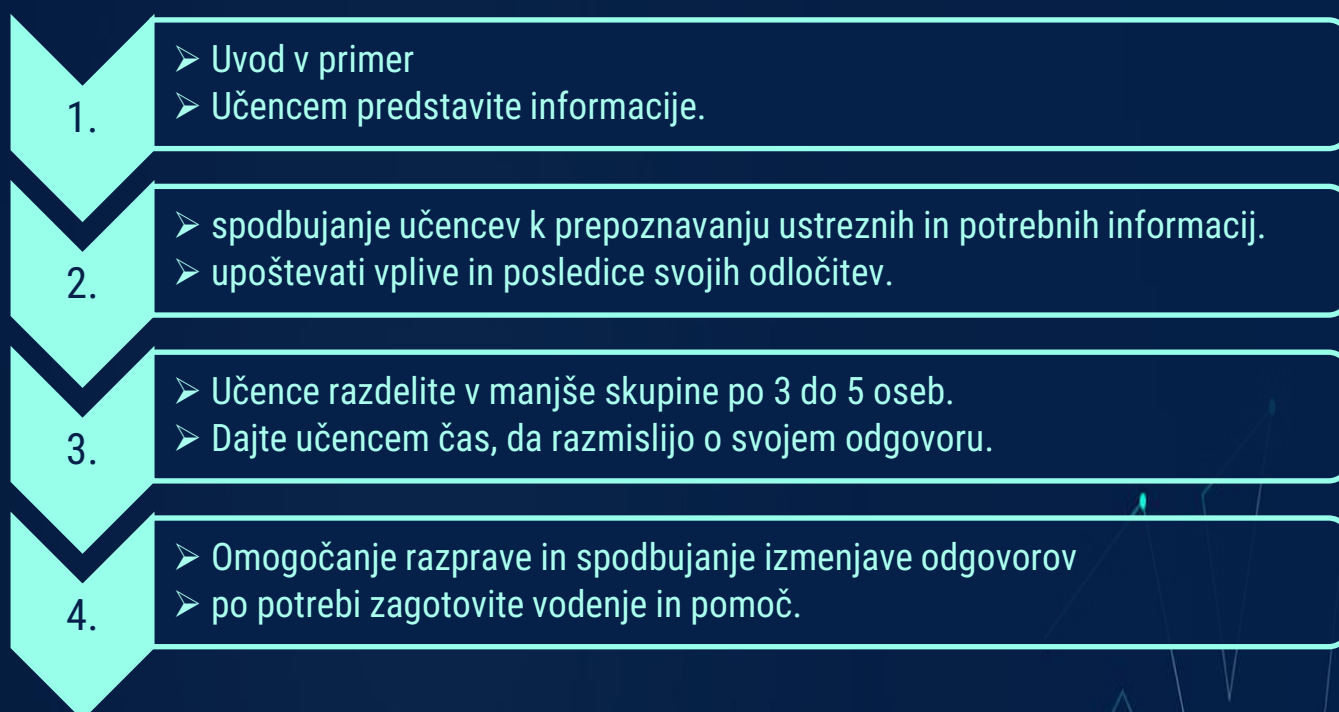 1.
➢ Uvod v primer
➢ Učencem predstavite informacije.
2.
➢ spodbujanje učencev k prepoznavanju ustreznih in potrebnih informacij.
➢ upoštevati vplive in posledice svojih odločitev.
3.
➢ Učence razdelite v manjše skupine po 3 do 5 oseb.
➢ Dajte učencem čas, da razmislijo o svojem odgovoru.
4.
➢ Omogočanje razprave in spodbujanje izmenjave odgovorov
➢ po potrebi zagotovite vodenje in pomoč.